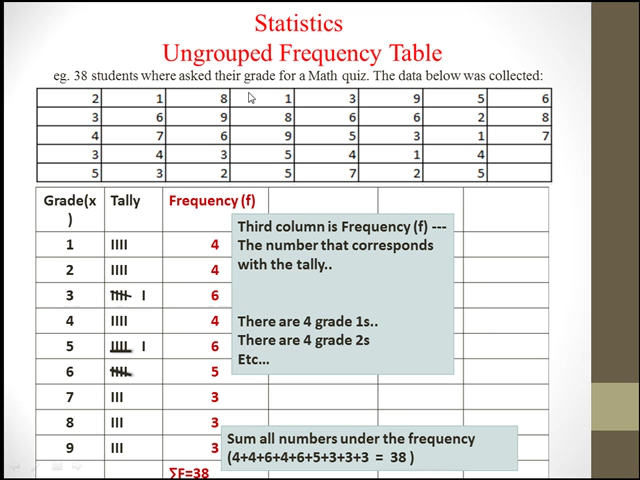 Statistics
Ungrouped Frequency Table
eg. 38 students where asked their grade for a Math quiz. The data below was collected:
2 1 8 1 3 9 5 6
3 6 9 8 6 6 2 8
4 7 6 9 5 3 1 7
3 4 3 5 4 1 4
5 3 2 5 7 2 5
Grade(x) Tally Frequency (f)
1 IIII 4
2 IIII 4
3 IIII I 6
4 IIII 4
5 IIII I 6
6 IIII 5
7 III 3
8 III 3
9 III 3
∑F=38
Third column is Frequency (f) ---
The number that corresponds
with the tally..
There are 4 grade 1s..
There are 4 grade 2s
Etc...
Sum all numbers under the frequency
(4+4+6+4+6+5+3+3+3 = 38 )